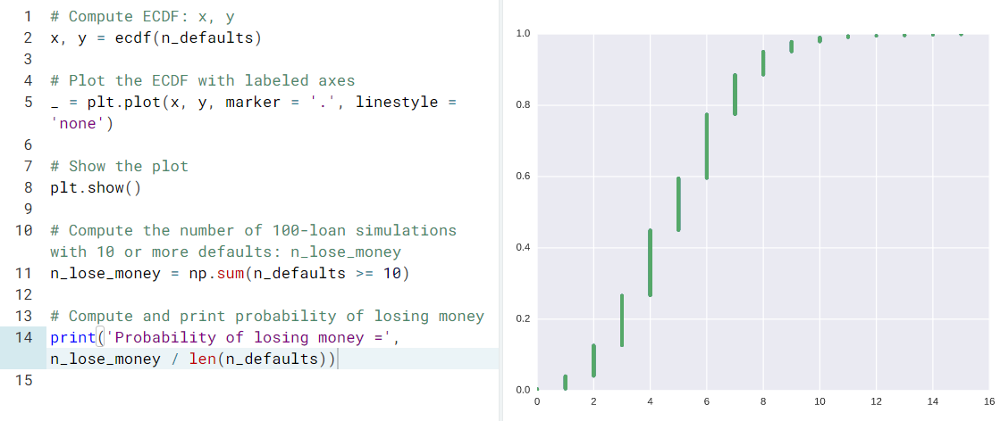 1 # Compute ECDF: x, y
2 x, y = ecdf(n_defaults)
3
4 # Plot the ECDF with labeled axes
5 _ = plt.plot(x, y, marker = '.', linestyle =
'none')
6
7 # Show the plot
8 plt.show()
9
10 # Compute the number of 100-loan simulations
with 10 or more defaults: n_lose_money
11 n_lose_money = np.sum(n_defaults >= 10)
12
13 # Compute and print probability of losing money
14 print('Probability of losing money =',
n_lose_money / len(n_defaults))
15
1.0
0.8
0.6
0.4
0.2
0.0
0 2 4 6 8 10 12 14 16